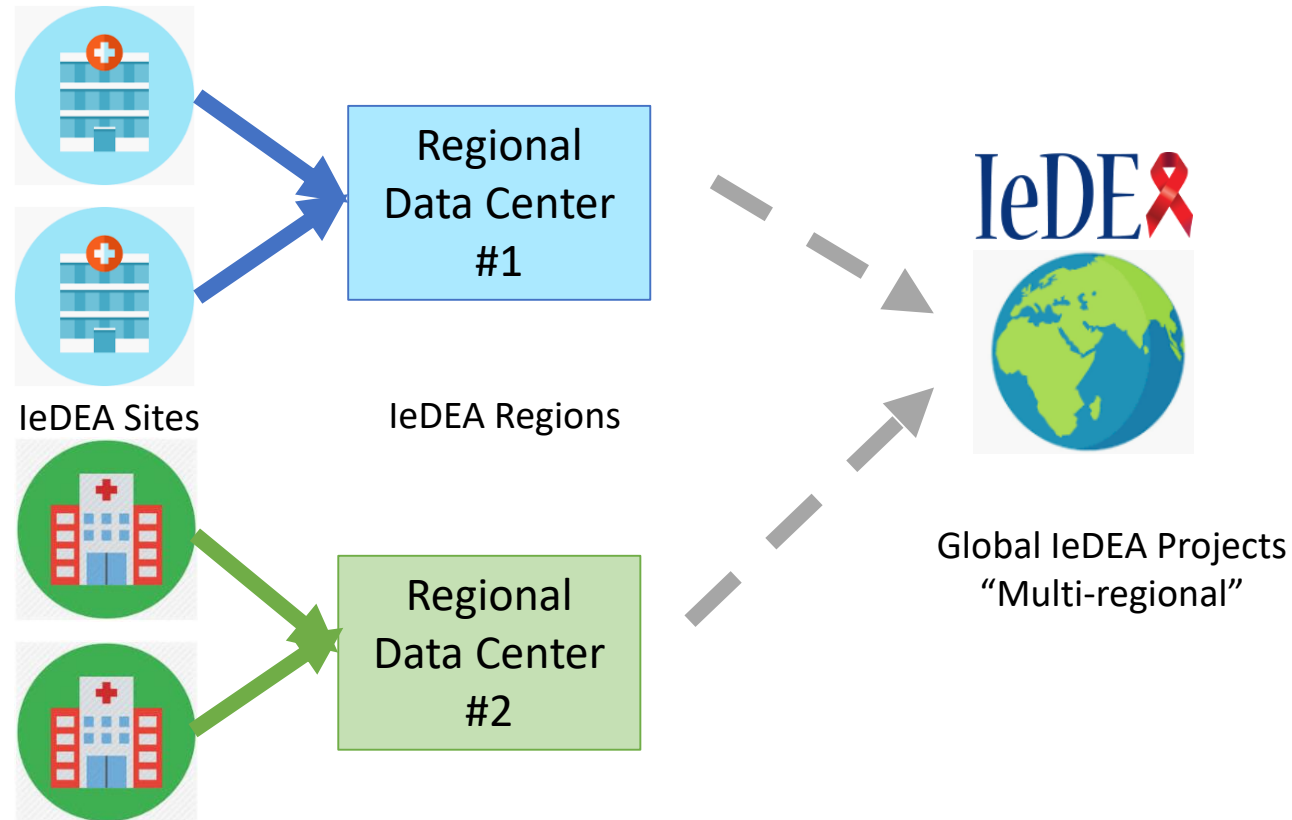 Regional
Data Center
#1
IeDEA
IeDEA Sites
IeDEA Regions
Global IeDEA Projects
“Multi-regional”
Regional
Data Center
#2